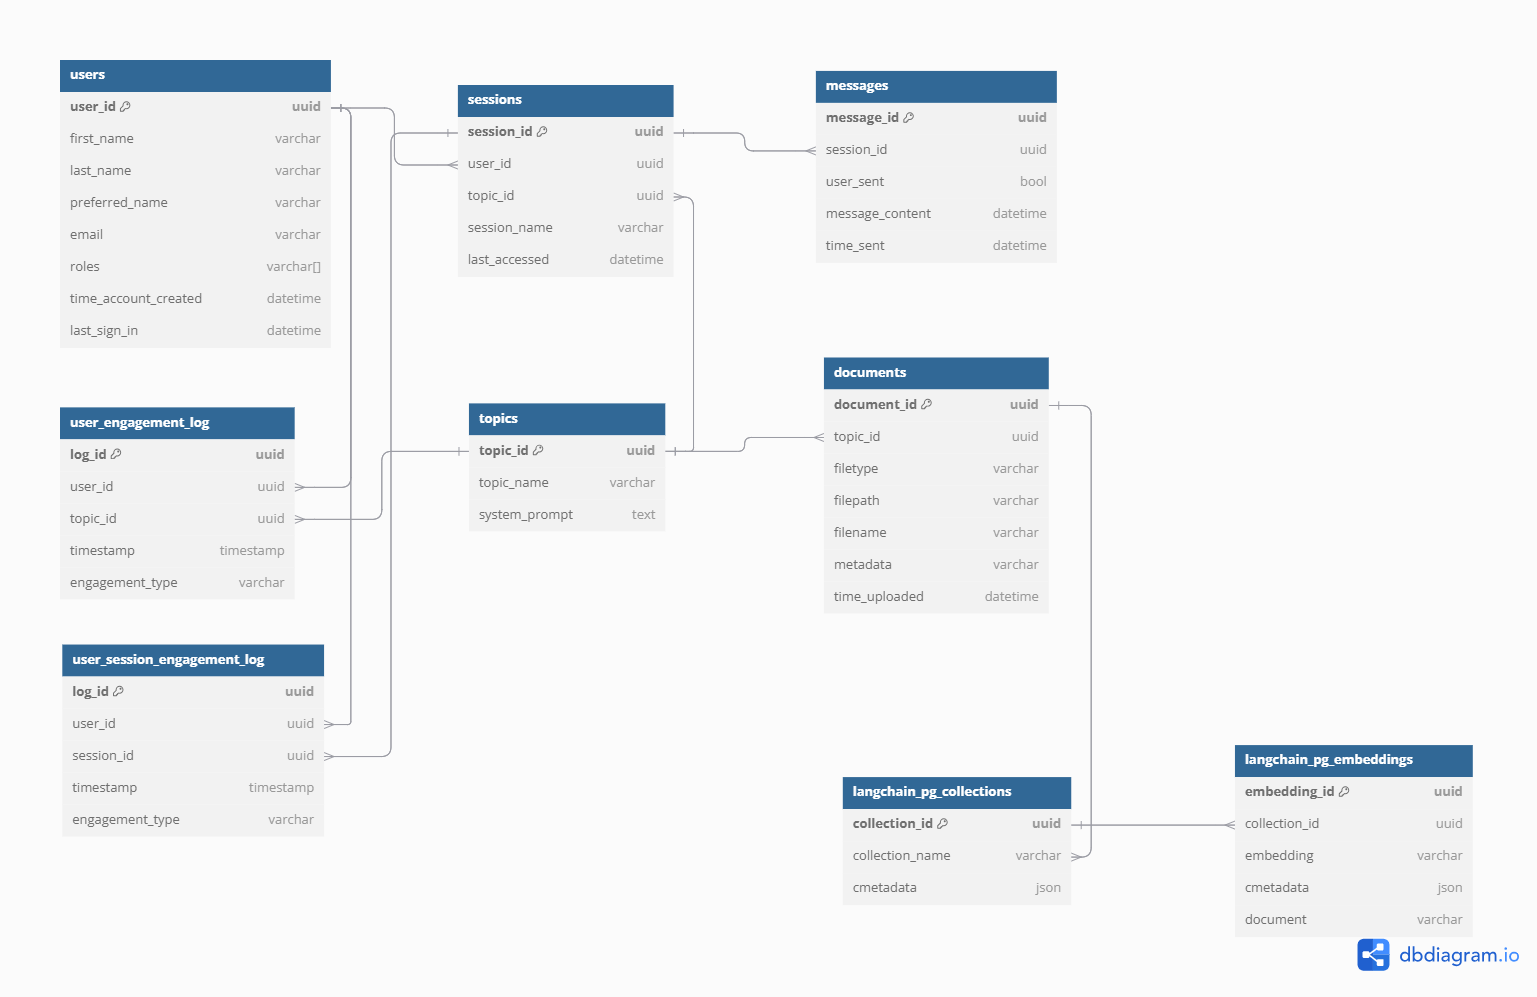 users
user_id uuid
first_name varchar
last_name varchar
preferred_name varchar
email varchar
roles varchar[]
time_account_created datetime
last_sign_in datetime
sessions
session_id uuid
user_id uuid
topic_id uuid
session_name varchar
last_accessed datetime
messages
message_id uuid
session_id uuid
user_sent bool
message_content datetime
time_sent datetime
user_engagement_log
log_id uuid
user_id uuid
topic_id uuid
timestamp timestamp
engagement_type varchar
topics
topic_id uuid
topic_name varchar
system_prompt text
documents
document_id uuid
topic_id uuid
filetype varchar
filepath varchar
filename varchar
metadata varchar
time_uploaded datetime
user_session_engagement_log
log_id uuid
user_id uuid
session_id uuid
timestamp timestamp
engagement_type varchar
langchain_pg_collections
collection_id uuid
collection_name varchar
cmetadata json
langchain_pg_embeddings
embedding_id uuid
collection_id uuid
embedding varchar
cmetadata json
document varchar
dbdiagram.io